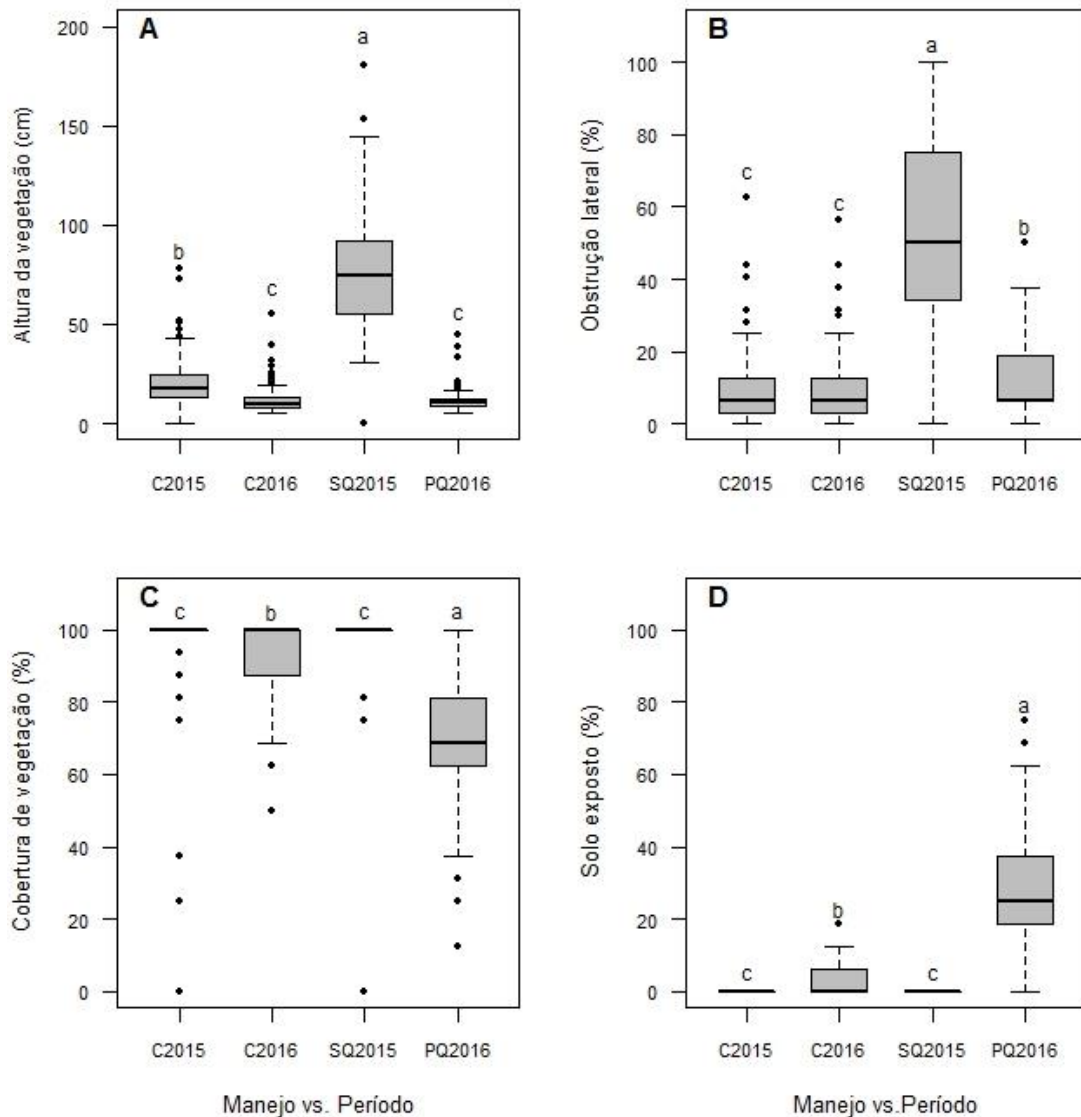 A
Altura da vegetação (cm)
200
150
100
50
0
b
c
a
c
C2015
C2016
SQ2015
PQ2016
B
Obstrução lateral (%)
100
80
60
40
20
0
c
c
a
b
C2015
C2016
SQ2015
PQ2016
C
Cobertura de vegetação (%)
100
80
60
40
20
0
c
b
c
a
C2015
C2016
SQ2015
PQ2016
Manejo vs. Período
D
Solo exposto (%)
100
80
60
40
20
0
c
b
c
a
C2015
C2016
SQ2015
PQ2016
Manejo vs.Período